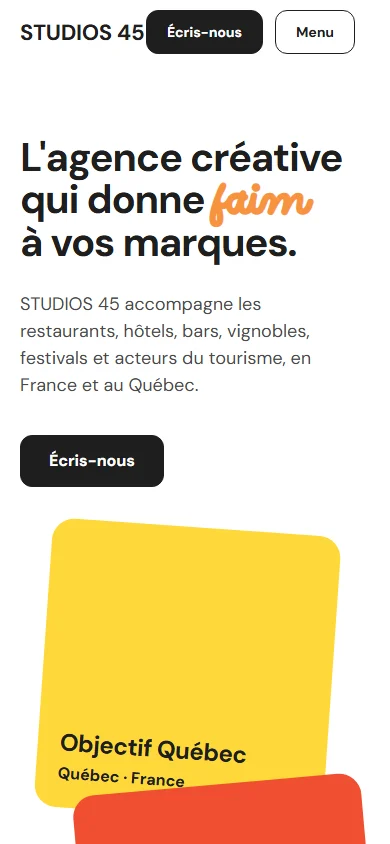 STUDIOS 45
Écris-nous
Menu
L'agence créative
qui donne faim
à vos marques.
STUDIOS 45 accompagne les
restaurants, hôtels, bars, vignobles,
festivals et acteurs du tourisme, en
France et au Québec.
Écris-nous
Objectif Québec
Québec · France